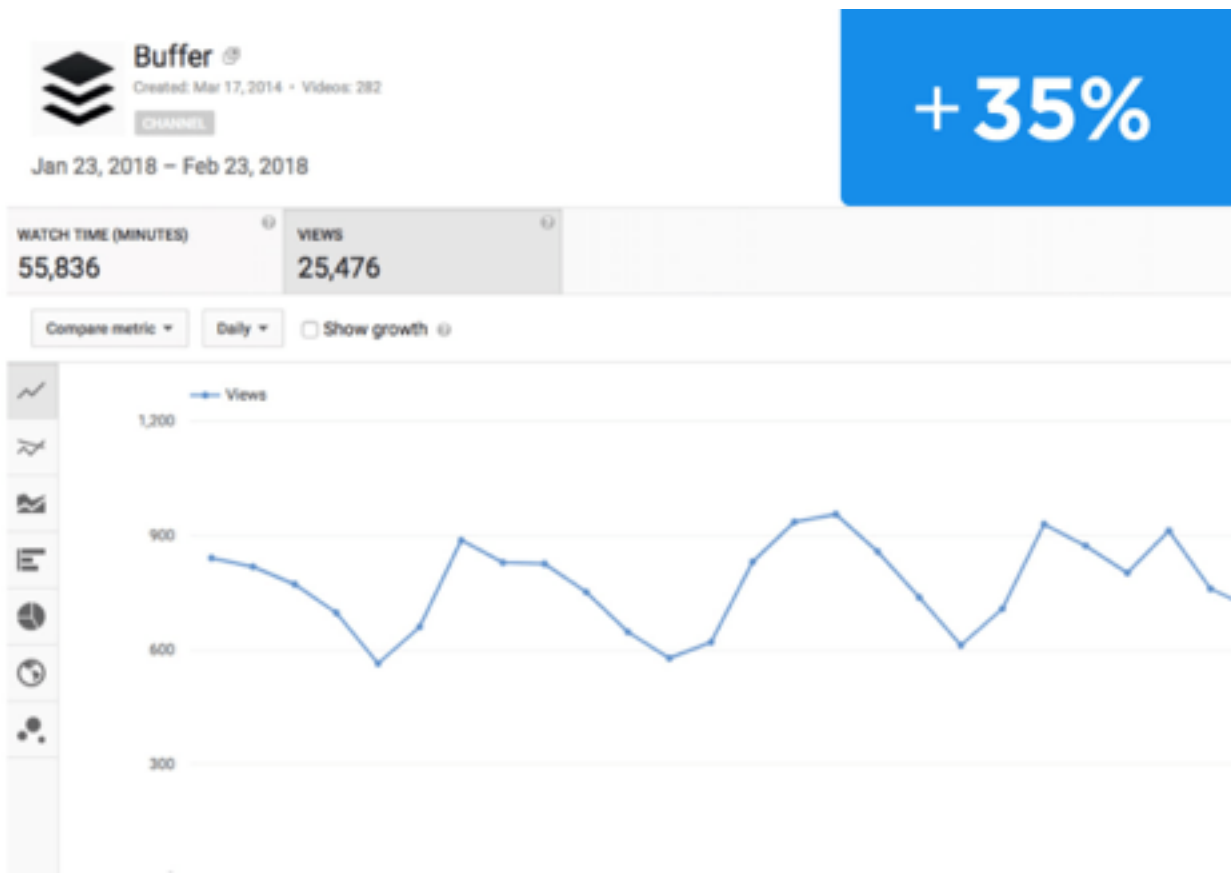 Buffer
Created: Mar 17, 2014 • Videos: 282
CHANNEL
Jan 23, 2018 – Feb 23, 2018
+35%
WATCH TIME (MINUTES)
55,836
VIEWS
25,476
Compare metric
Daily
Show growth
Views
1,200
900
600
300